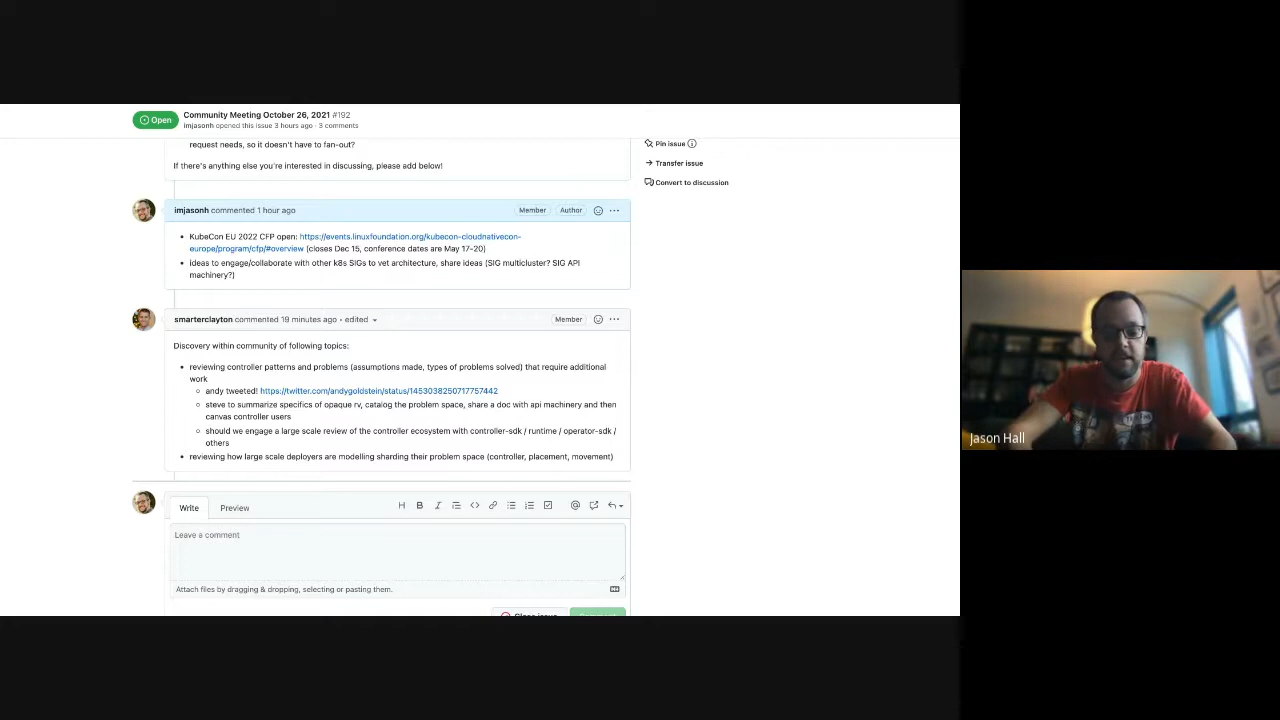 Open
Community Meeting October 26, 2021 #192
imjasonh opened this issue 3 hours ago · 3 comments
request needs, so it doesn't have to fan-out?
If there's anything else you're interested in discussing, please add below!
Pin issue
Transfer issue
Convert to discussion
imjasonh commented 1 hour ago
Member
Author
KubeCon EU 2022 CFP open: https://events.linuxfoundation.org/kubecon-cloudnativecon-
europe/program/cfp/#overview (closes Dec 15, conference dates are May 17-20)
ideas to engage/collaborate with other k8s SIGs to vet architecture, share ideas (SIG multicluster? SIG API
machinery?)
smarterclayton commented 19 minutes ago · edited
Member
Discovery within community of following topics:
reviewing controller patterns and problems (assumptions made, types of problems solved) that require additional
work
andy tweeted! https://twitter.com/andygoldstein/status/1453038250717757442
steve to summarize specifics of opaque rv, catalog the problem space, share a doc with api machinery and then
canvas controller users
should we engage a large scale review of the controller ecosystem with controller-sdk / runtime / operator-sdk /
others
reviewing how large scale deployers are modelling sharding their problem space (controller, placement, movement)
Write
Preview
Leave a comment
Attach files by dragging & dropping, selecting or pasting them.
Close issue
Comment
Jason Hall